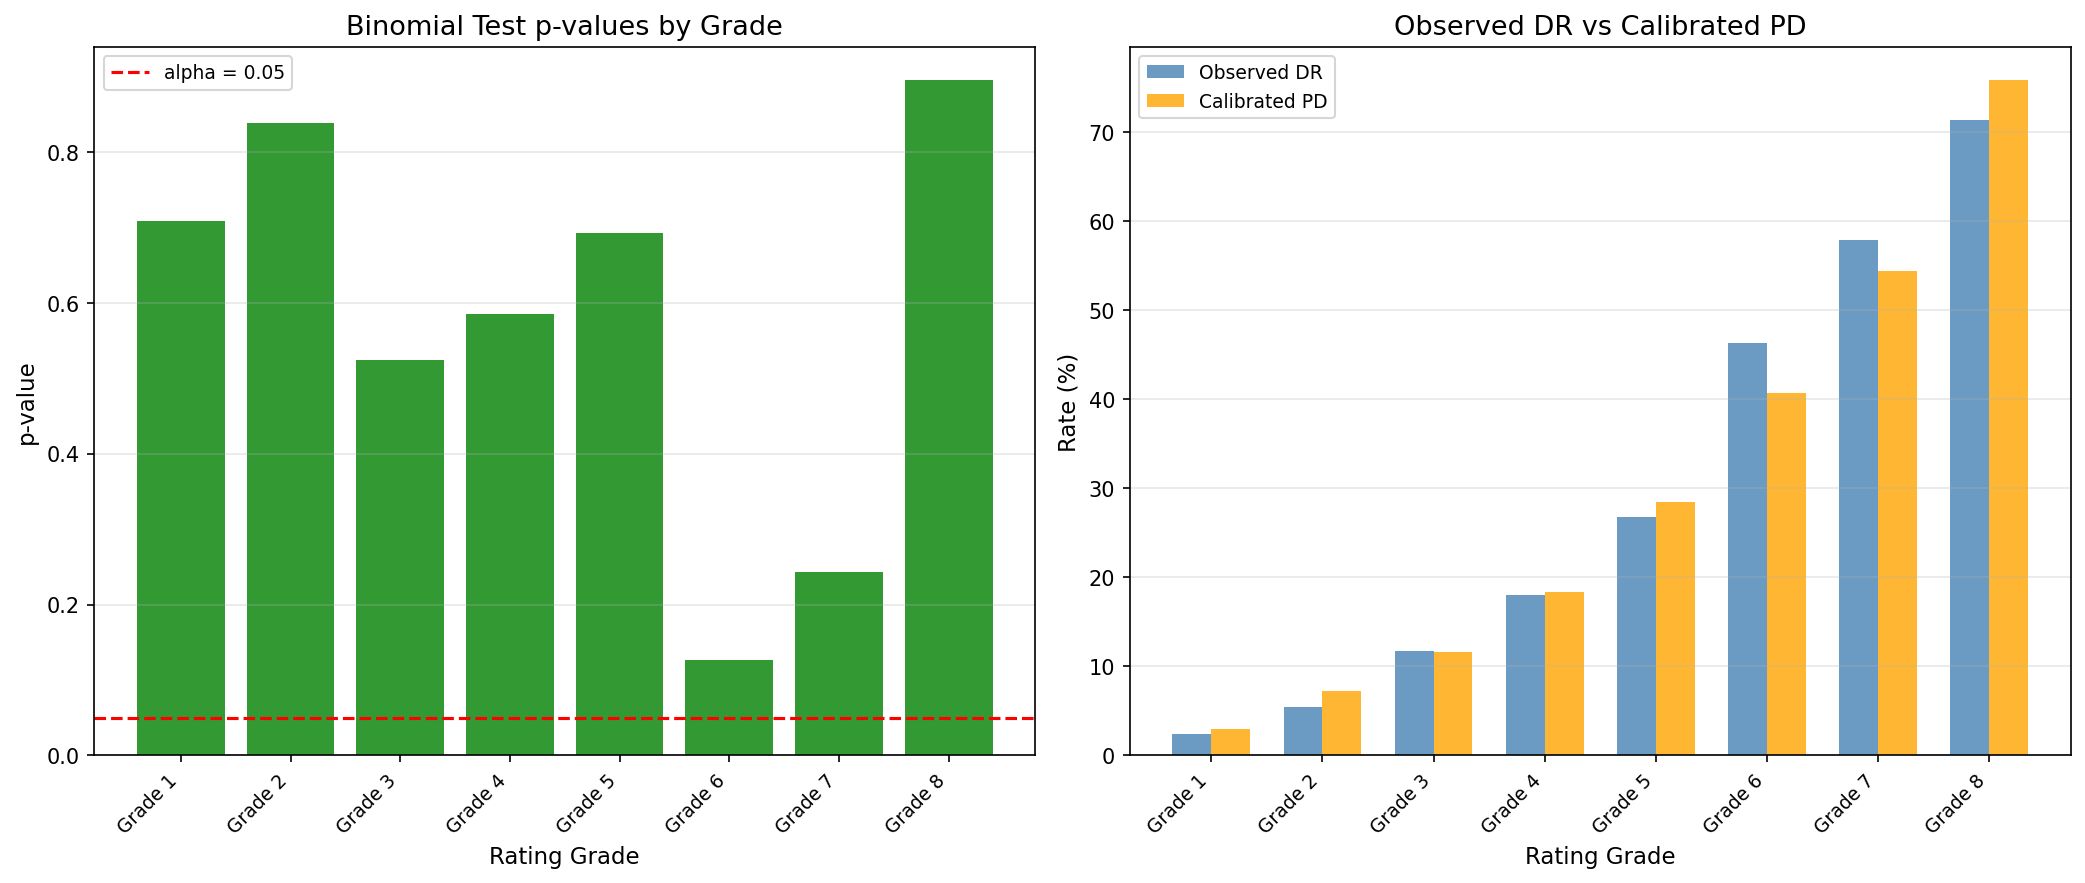 Binomial Test p-values by Grade
alpha = 0.05
p-value
0.8
0.6
0.4
0.2
0.0
Grade 1
Grade 2
Grade 3
Grade 4
Grade 5
Grade 6
Grade 7
Grade 8
Rating Grade
Observed DR vs Calibrated PD
Observed DR
Calibrated PD
Rate (%)
70
60
50
40
30
20
10
0
Grade 1
Grade 2
Grade 3
Grade 4
Grade 5
Grade 6
Grade 7
Grade 8
Rating Grade